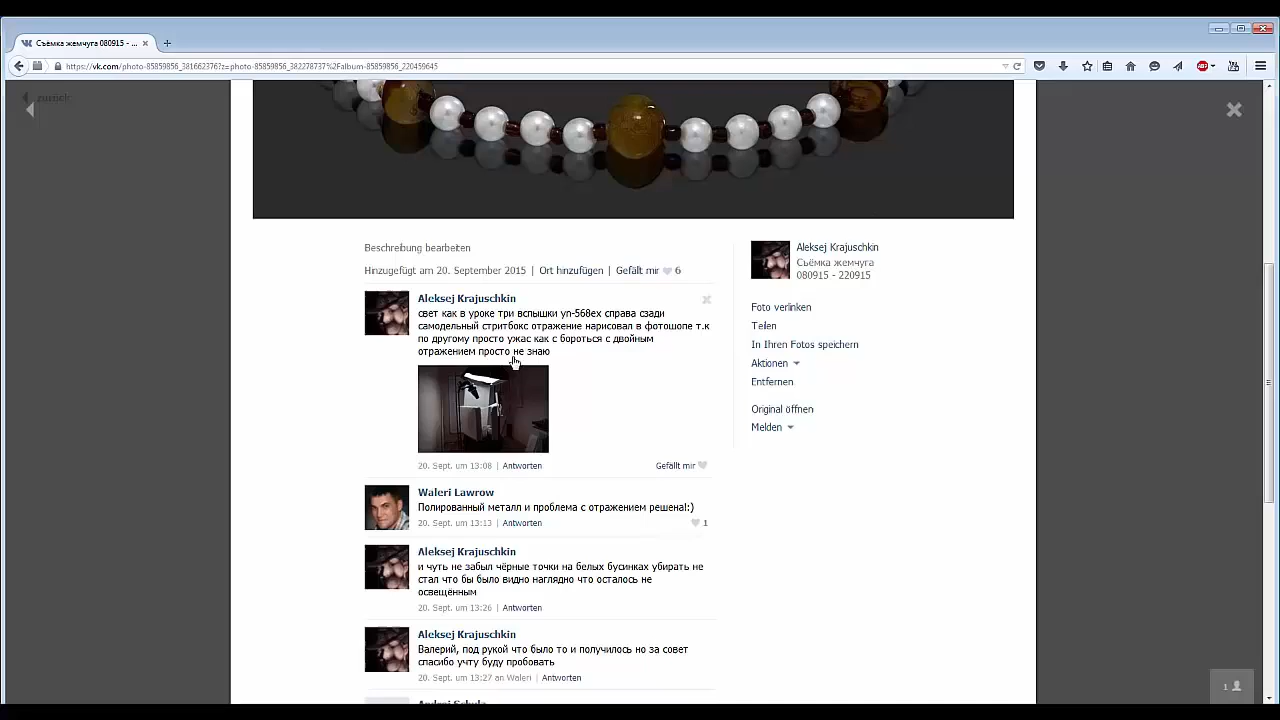 Съёмка жемчуга 080915 - ...
https://vk.com/photo-85859856_381662376?z=photo-85859856_382278737%2Falbum-85859856_220459645
zurück
Beschreibung bearbeiten
Hinzugefügt am 20. September 2015 | Ort hinzufügen | Gefällt mir 6
Aleksej Krajuschkin
свет как в уроке три вспышки yn-568ex справа сзади
самодельный стритбокс отражение нарисовал в фотошопе т.к
по другому просто ужас как с бороться с двойным
отражением просто не знаю
20. Sept. um 13:08 | Antworten
Gefällt mir
Waleri Lawrow
Полированный металл и проблема с отражением решена!:)
20. Sept. um 13:13 | Antworten
1
Aleksej Krajuschkin
и чуть не забыл чёрные точки на белых бусинках убирать не
стал что бы было видно наглядно что осталось не
освещённым
20. Sept. um 13:26 | Antworten
Aleksej Krajuschkin
Валерий, под рукой что было то и получилось но за совет
спасибо учту буду пробовать
20. Sept. um 13:27 an Waleri | Antworten
Aleksej Krajuschkin
Съёмка жемчуга
080915 - 220915
Foto verlinken
Teilen
In Ihren Fotos speichern
Aktionen
Entfernen
Original öffnen
Melden
1